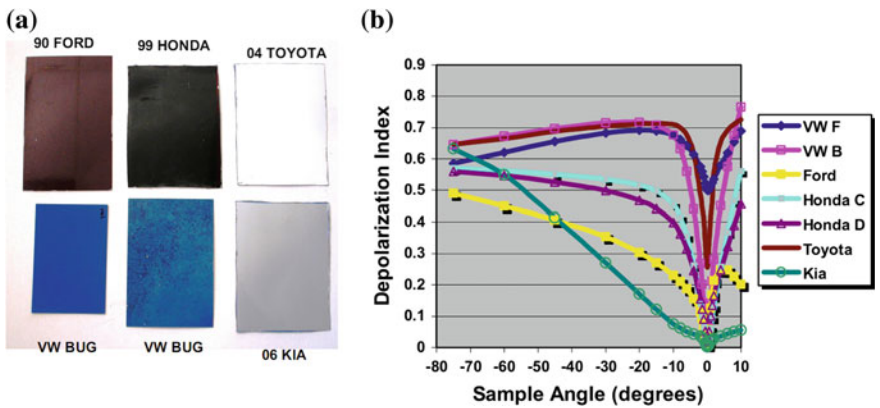 (a)
90 FORD
99 HONDA
04 TOYOTA
VW BUG
VW BUG
06 KIA
(b)
Depolarization Index
0.9
0.8
0.7
0.6
0.5
0.4
0.3
0.2
0.1
0
-80 -70 -60 -50 -40 -30 -20 -10 0 10
Sample Angle (degrees)
VW F
VW B
Ford
Honda C
Honda D
Toyota
Kia